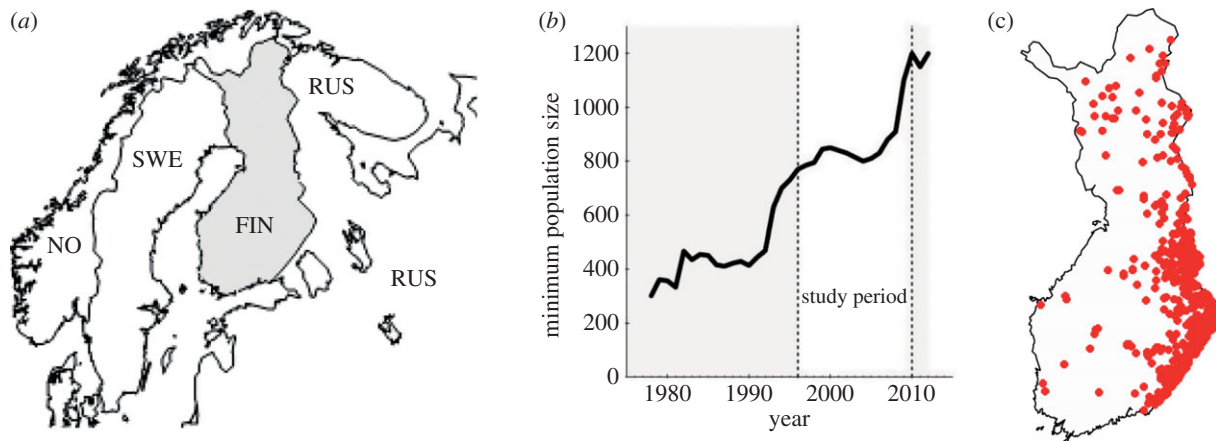 (a)
RUS
SWE
NO
FIN
RUS
(b)
minimum population size
1200
1000
800
600
400
200
0
study period
1980
1990
2000
2010
year
(c)